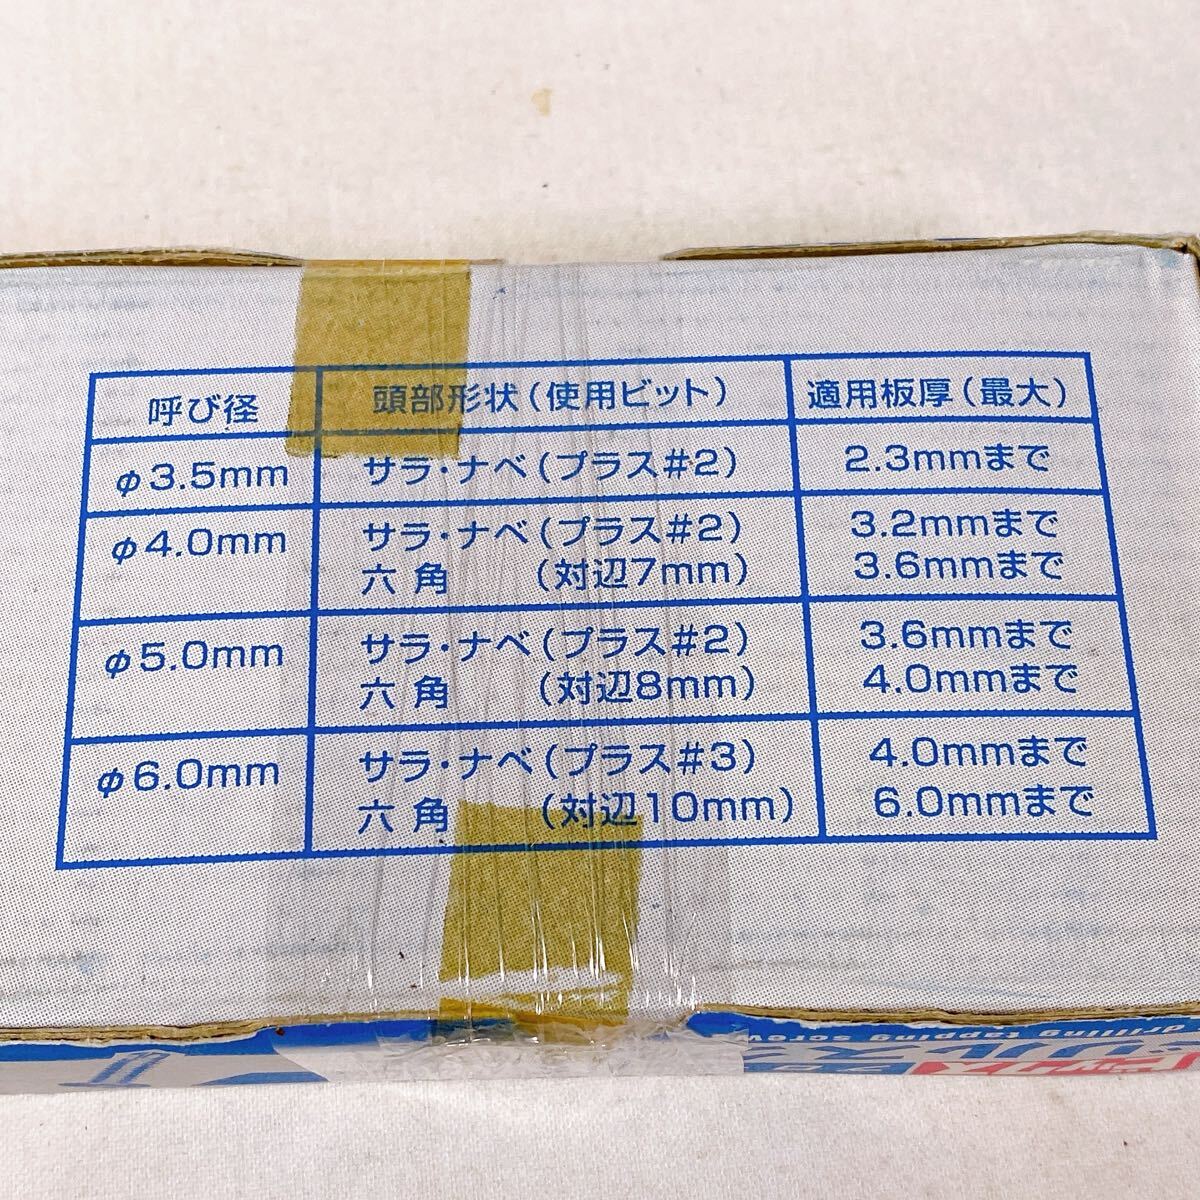 呼び径 頭部形状(使用ビット) 適用板厚(最大)
φ3.5mm サラ・ナベ(プラス#2) 2.3mmまで
φ4.0mm サラ・ナベ(プラス#2) 3.2mmまで
六角 (対辺7mm) 3.6mmまで
φ5.0mm サラ・ナベ(プラス#2) 3.6mmまで
六角 (対辺8mm) 4.0mmまで
φ6.0mm サラ・ナベ(プラス#3) 4.0mmまで
六角 (対辺10mm) 6.0mmまで
drilling tapping screw